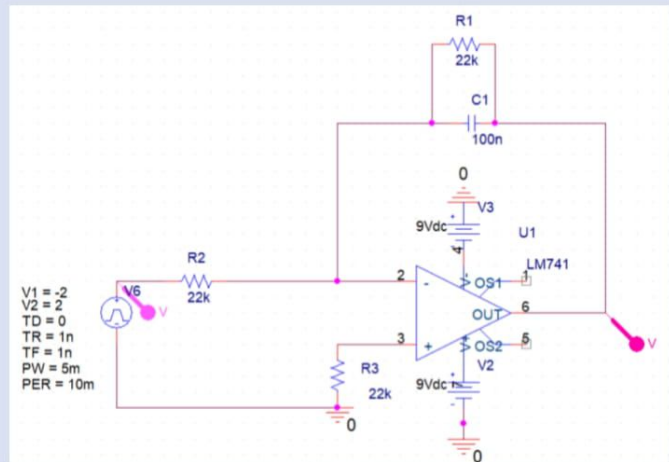 R1
22k
C1
100n
0
V3
9Vdc
U1
4
LM741
R2
22k
2
-
OS1
1
V6
V
V1 = -2
V2 = 2
TD = 0
TR = 1n
TF = 1n
PW = 5m
PER = 10m
OUT
6
3
+
OS2
5
V
R3
22k
V2
9Vdc
7
0
0